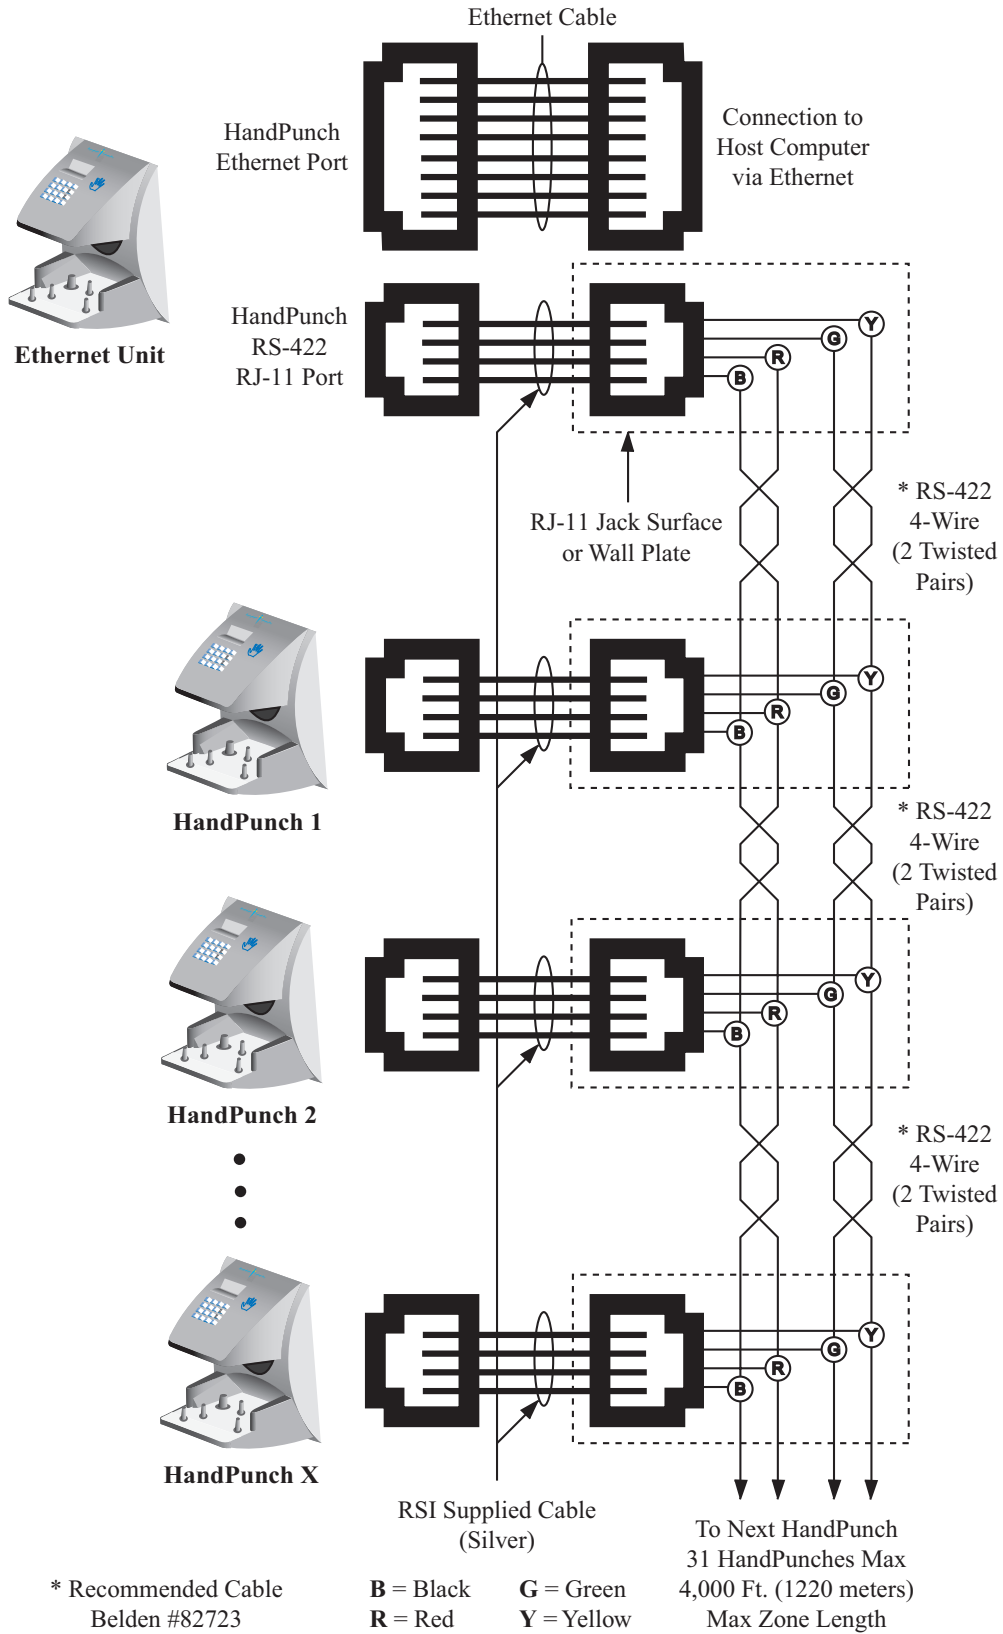 Ethernet Cable
HandPunch
Ethernet Port
Connection to
Host Computer
via Ethernet
Ethernet Unit
HandPunch
RS-422
RJ-11 Port
Y
G
R
B
RJ-11 Jack Surface
or Wall Plate
* RS-422
4-Wire
(2 Twisted
Pairs)
HandPunch 1
Y
G
R
B
* RS-422
4-Wire
(2 Twisted
Pairs)
HandPunch 2
Y
G
R
B
* RS-422
4-Wire
(2 Twisted
Pairs)
HandPunch X
Y
G
R
B
RSI Supplied Cable
(Silver)
To Next HandPunch
31 HandPunches Max
4,000 Ft. (1220 meters)
Max Zone Length
* Recommended Cable
Belden #82723
B = Black
G = Green
R = Red
Y = Yellow